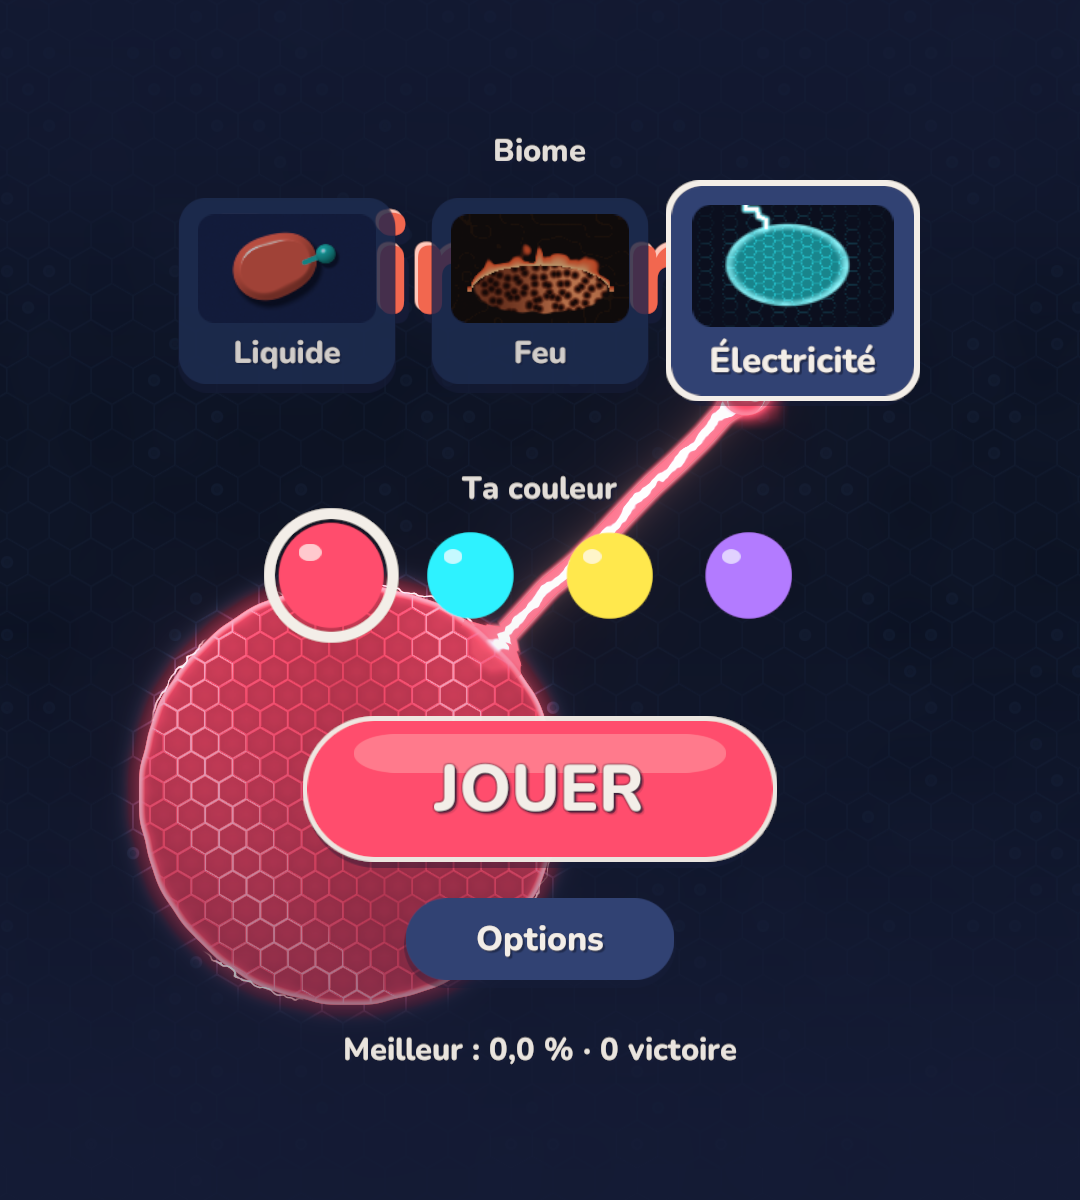 Biome
Liquide
Feu
Électricité
Ta couleur
JOUER
Options
Meilleur : 0,0 % · 0 victoire